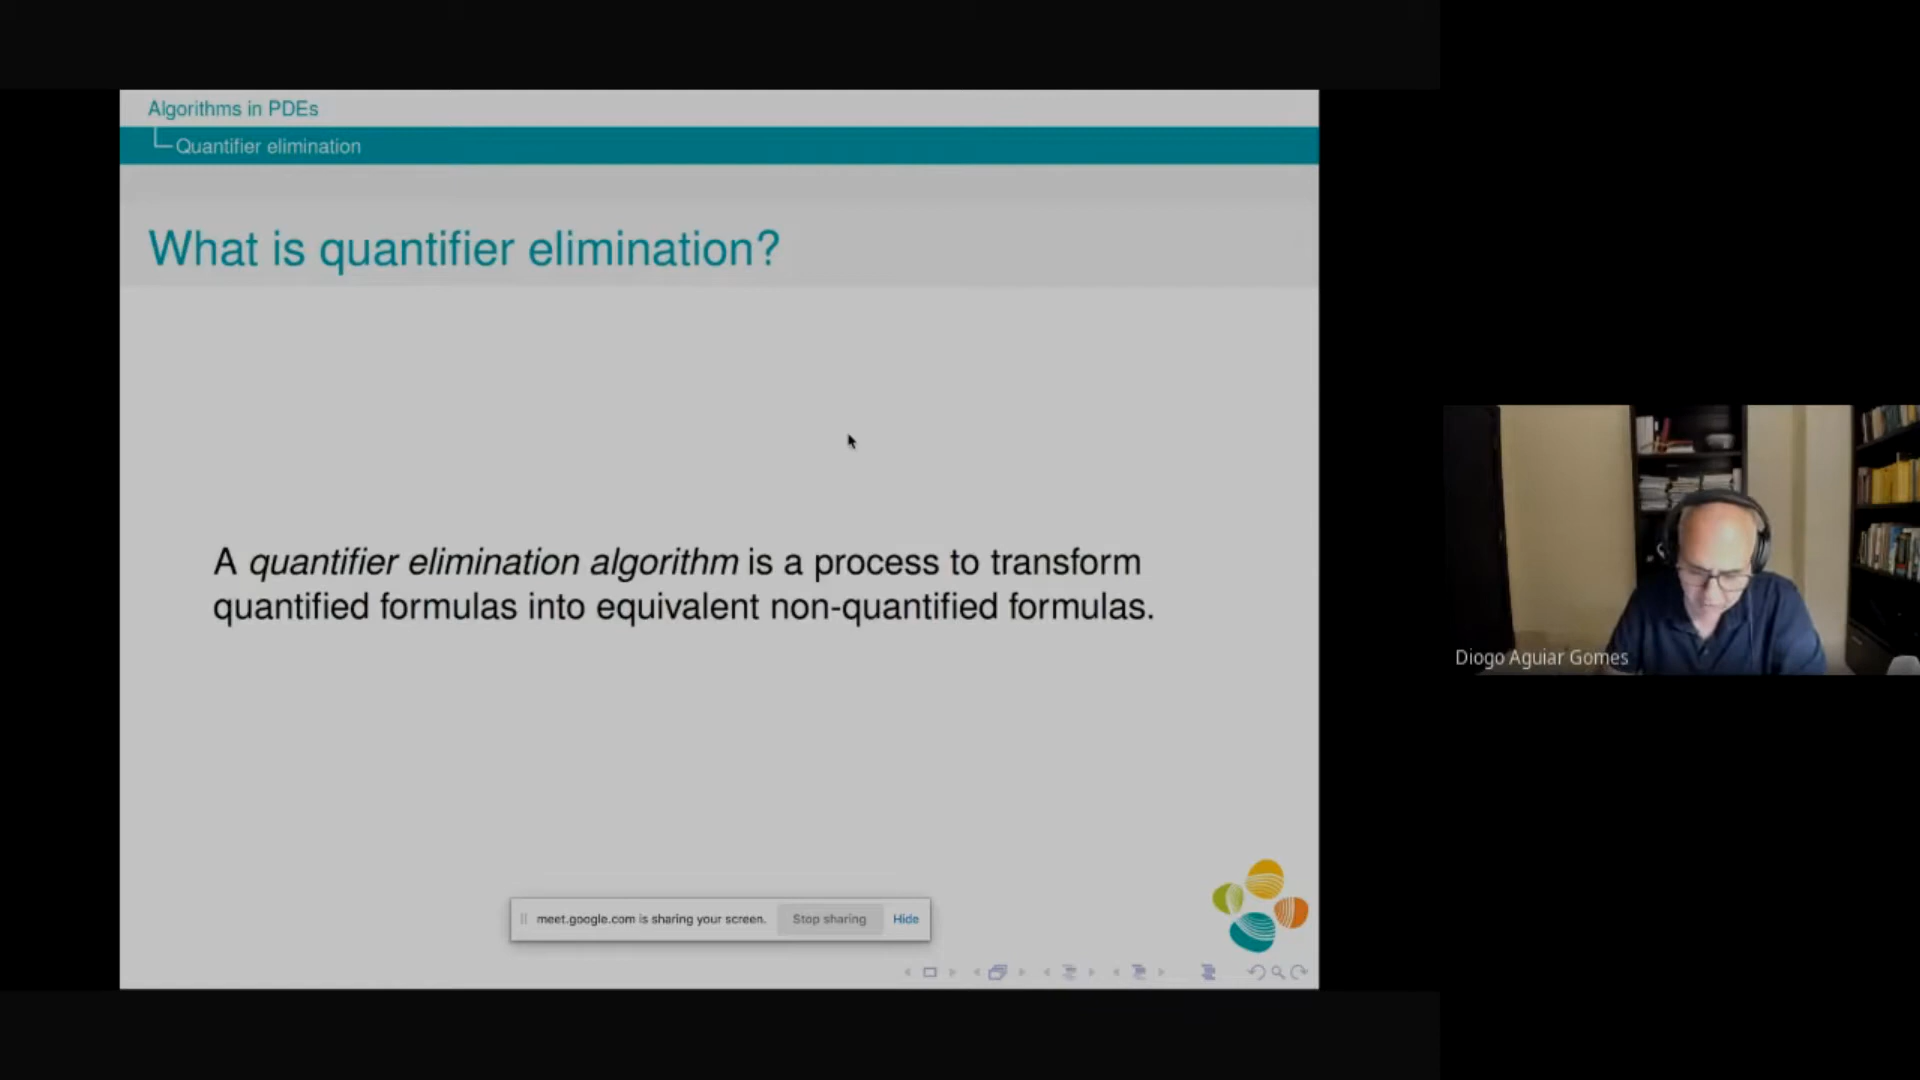 Algorithms in PDEs
Quantifier elimination
What is quantifier elimination?
A quantifier elimination algorithm is a process to transform
quantified formulas into equivalent non-quantified formulas.
meet.google.com is sharing your screen. Stop sharing Hide
Diogo Aguiar Gomes